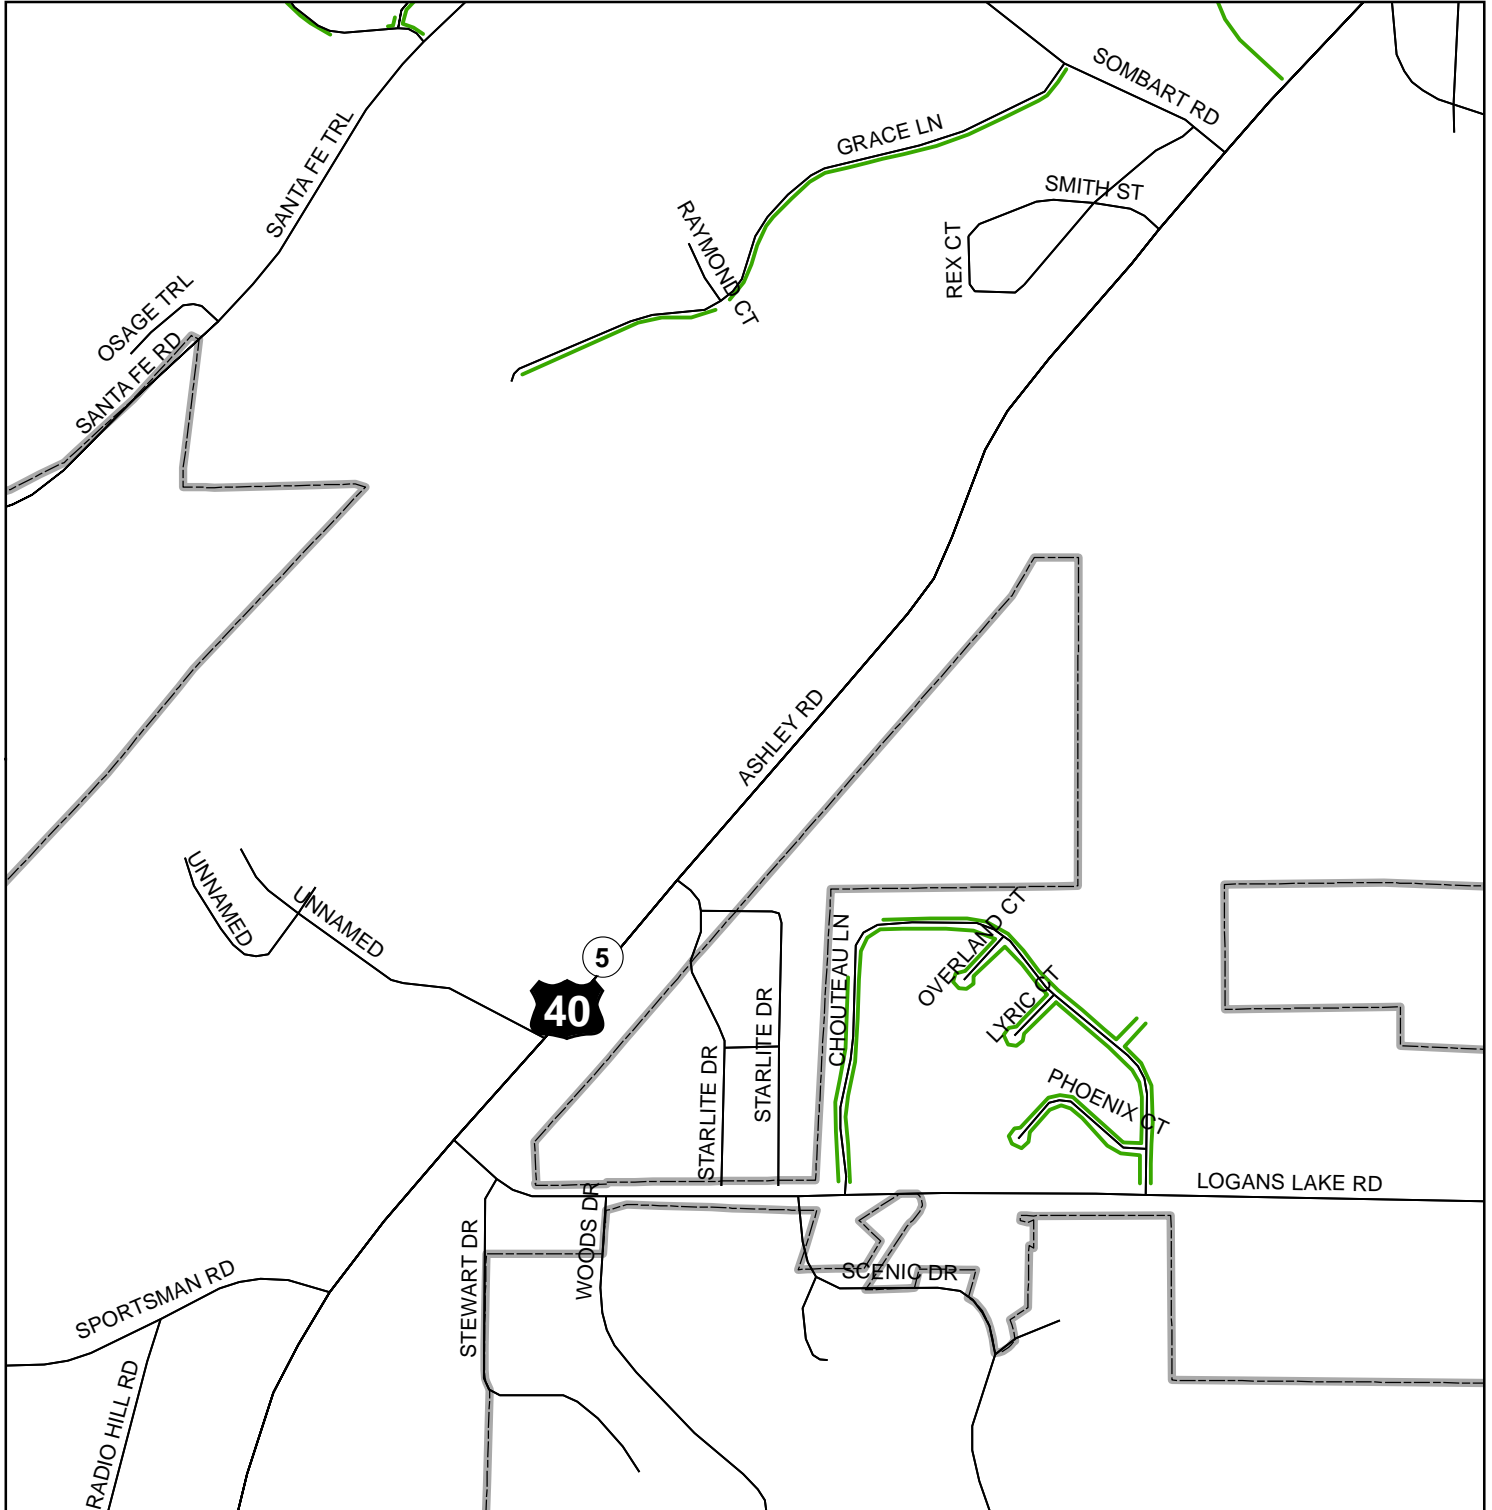 SOMBART RD
SANTA FE TRL
GRACE LN
SMITH ST
RAYMOND CT
REX CT
OSAGE TRL
SANTA FE RD
ASHLEY RD
UNNAMED
UNNAMED
5
40
CHOUTEAU LN
OVERLAND CT
LYRIC CT
STARLITE DR
STARLITE DR
PHOENIX CT
LOGANS LAKE RD
WOODS DR
STEWART DR
SCENIC DR
SPORTSMAN RD
RADIO HILL RD